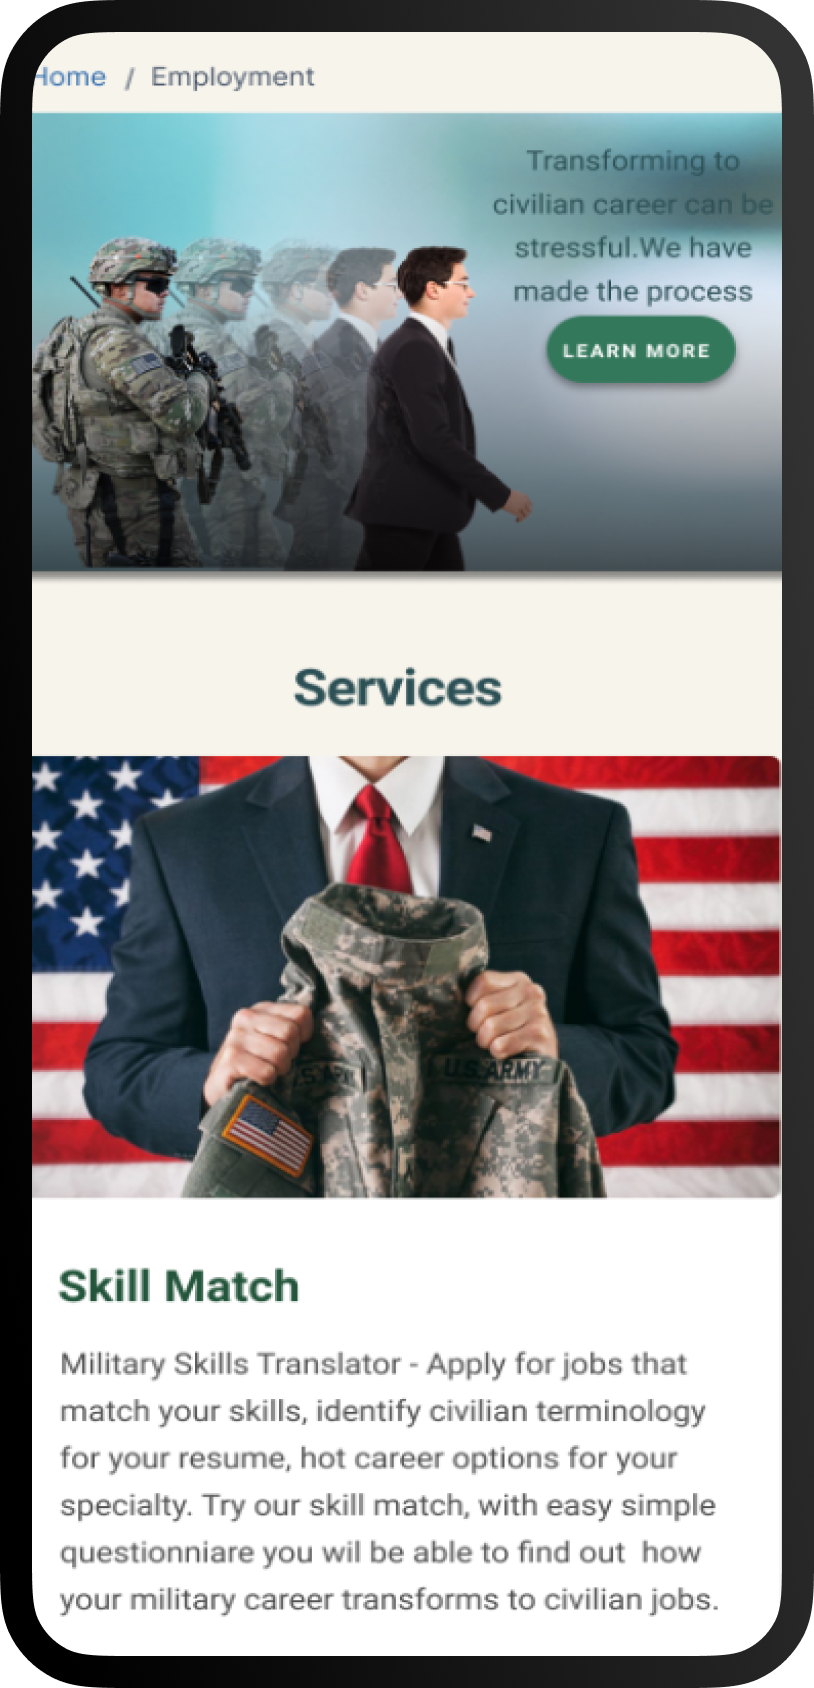 Home / Employment
Transforming to
civilian career can be
stressful.We have
made the process
LEARN MORE
Services
U.S. ARMY
Skill Match
Military Skills Translator - Apply for jobs that
match your skills, identify civilian terminology
for your resume, hot career options for your
specialty. Try our skill match, with easy simple
questionniare you wil be able to find out  how
your military career transforms to civilian jobs.